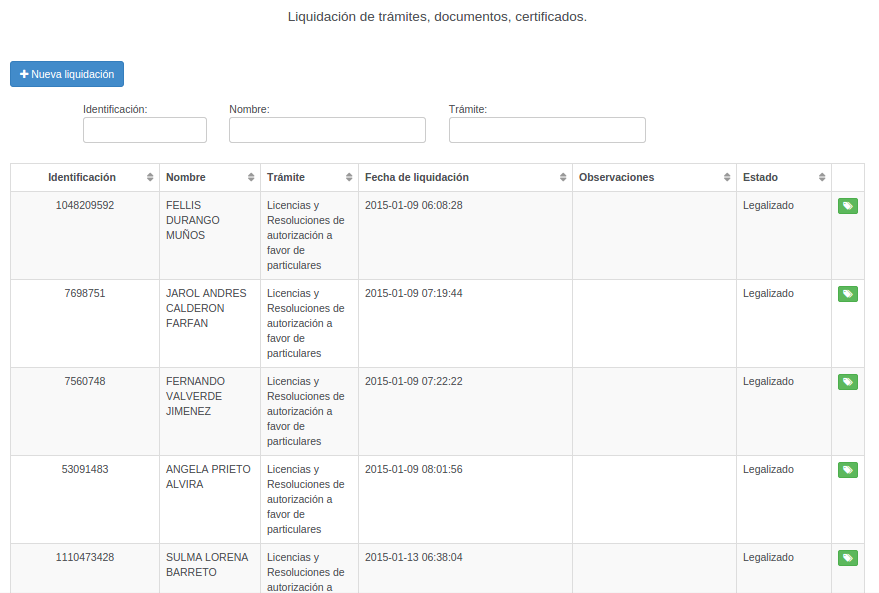 Liquidación de trámites, documentos, certificados.
Nueva liquidación
Identificación: Nombre: Trámite:
Identificación Nombre Trámite Fecha de liquidación Observaciones Estado
1048209592 FELLIS Licencias y 2015-01-09 06:08:28 Legalizado
DURANGO Resoluciones de
MUÑOS autorización a
favor de
particulares
7698751 JAROL ANDRES Licencias y 2015-01-09 07:19:44 Legalizado
CALDERON Resoluciones de
FARFAN autorización a
favor de
particulares
7560748 FERNANDO Licencias y 2015-01-09 07:22:22 Legalizado
VALVERDE Resoluciones de
JIMENEZ autorización a
favor de
particulares
53091483 ANGELA PRIETO Licencias y 2015-01-09 08:01:56 Legalizado
ALVIRA Resoluciones de
autorización a
favor de
particulares
1110473428 SULMA LORENA Licencias y 2015-01-13 06:38:04 Legalizado
BARRETO Resoluciones de
autorización a